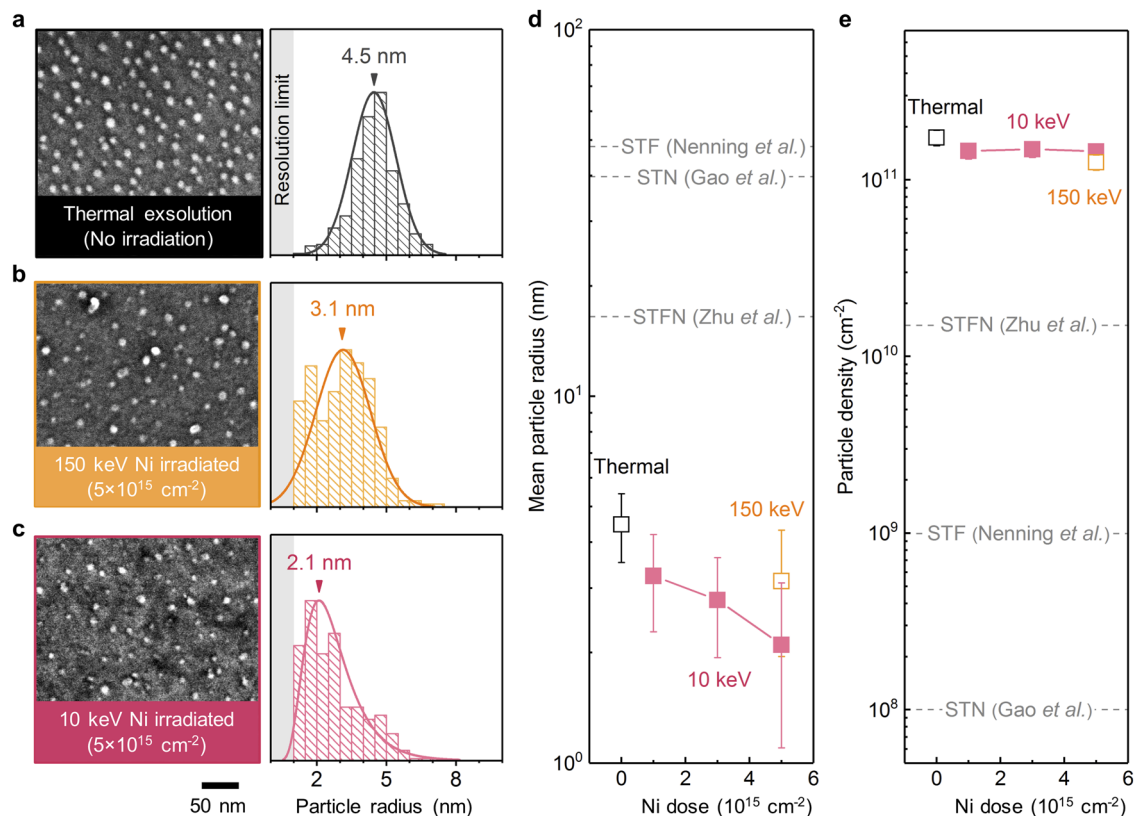 a
Thermal exsolution
(No irradiation)
Resolution limit
4.5 nm
b
150 keV Ni irradiated
(5×10¹⁵ cm⁻²)
3.1 nm
c
10 keV Ni irradiated
(5×10¹⁵ cm⁻²)
50 nm
2.1 nm
2 4 6 8
Particle radius (nm)
d
Mean particle radius (nm)
10²
10¹
10⁰
STF (Nenning et al.)
STN (Gao et al.)
STFN (Zhu et al.)
Thermal
150 keV
10 keV
0 2 4 6
Ni dose (10¹⁵ cm⁻²)
e
Particle density (cm⁻²)
10¹¹
10¹⁰
10⁹
10⁸
Thermal
10 keV
150 keV
STFN (Zhu et al.)
STF (Nenning et al.)
STN (Gao et al.)
0 2 4 6
Ni dose (10¹⁵ cm⁻²)